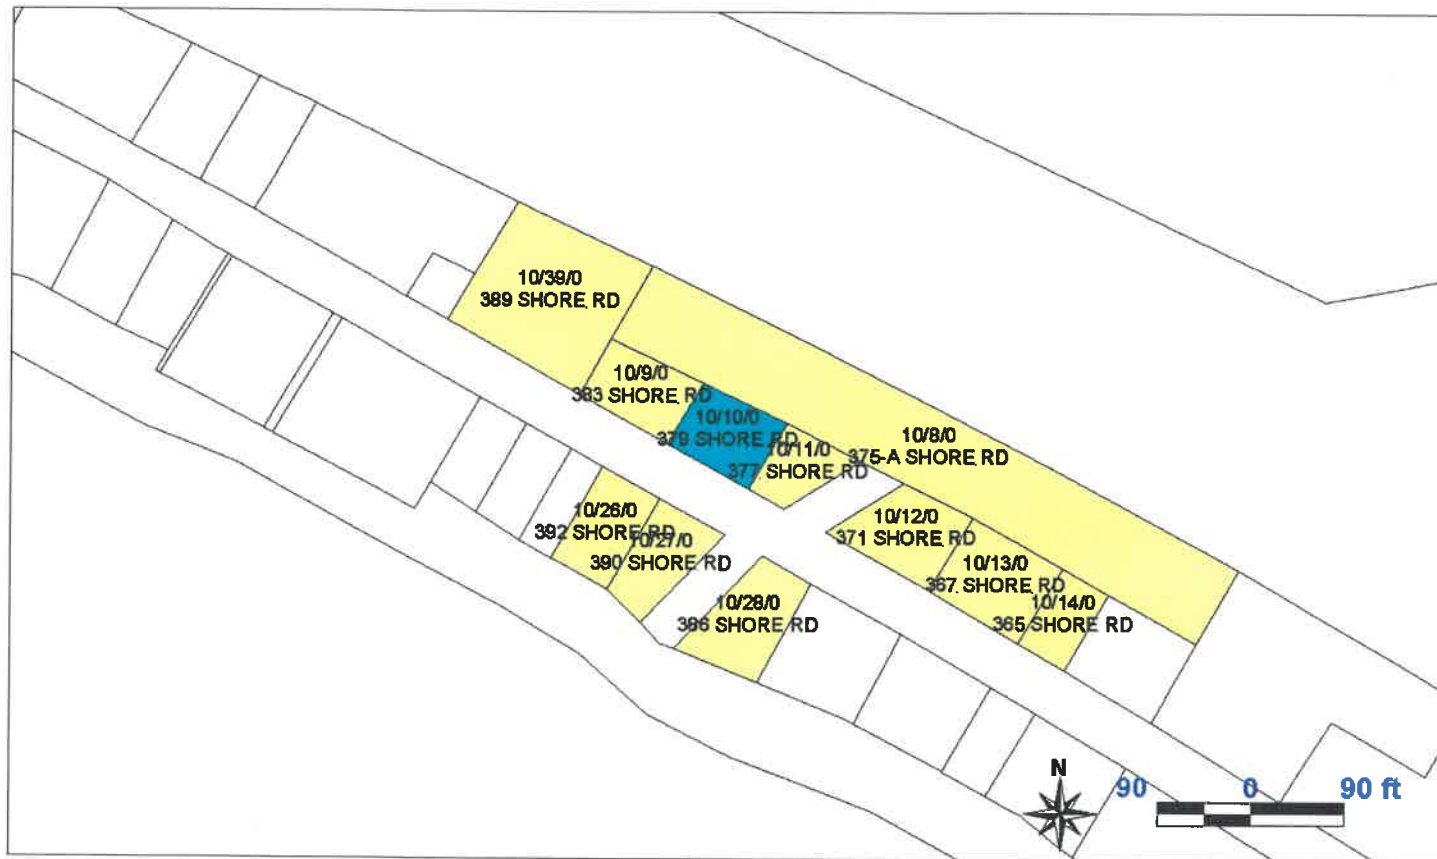 10/39/0
389 SHORE RD
10/9/0
383 SHORE RD
10/10/0
379 SHORE RD
10/11/0
377 SHORE RD
10/8/0
375-A SHORE RD
10/26/0
392 SHORE RD
10/27/0
390 SHORE RD
10/12/0
371 SHORE RD
10/13/0
367 SHORE RD
10/28/0
386 SHORE RD
10/14/0
365 SHORE RD
N
90 0 90 ft